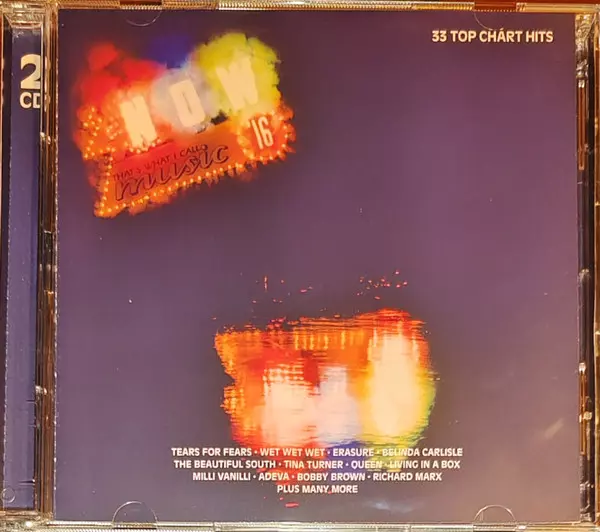 2
CD
33 TOP CHART HITS
NOW
THAT'S WHAT I CALL
music
16
TEARS FOR FEARS • WET WET WET • ERASURE • BELINDA CARLISLE
THE BEAUTIFUL SOUTH • TINA TURNER • QUEEN • LIVING IN A BOX
MILLI VANILLI • ADEVA • BOBBY BROWN • RICHARD MARX
PLUS MANY MORE